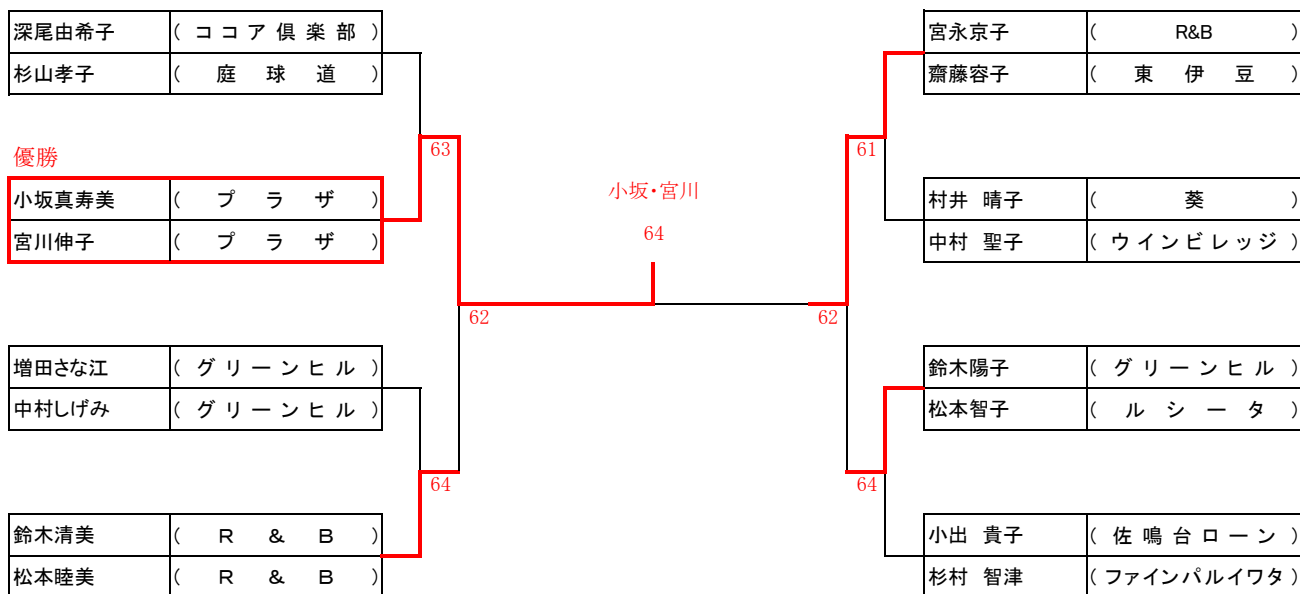 深尾由希子 ( ココア倶楽部 )
杉山孝子 ( 庭球道 )
63
優勝
小坂真寿美 ( プラザ )
宮川伸子 ( プラザ )
62
増田さな江 ( グリーンヒル )
中村しげみ ( グリーンヒル )
64
鈴木清美 ( R & B )
松本睦美 ( R & B )
小坂・宮川
64
宮永京子 ( R&B )
齋藤容子 ( 東伊豆 )
61
村井 晴子 ( 葵 )
中村 聖子 ( ウインビレッジ )
62
鈴木陽子 ( グリーンヒル )
松本智子 ( ルシータ )
64
小出 貴子 ( 佐鳴台ローン )
杉村 智津 ( ファインパルイワタ )